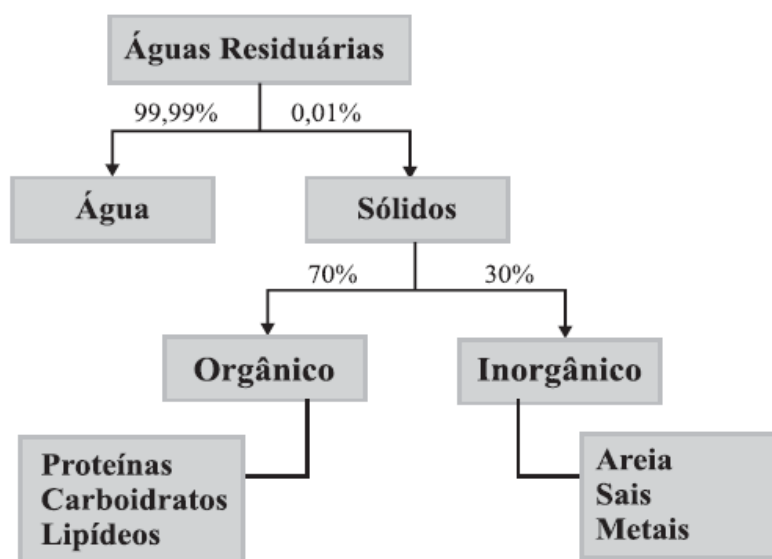 Águas Residuárias
99,99%
0,01%
Água
Sólidos
70%
30%
Orgânico
Inorgânico
Proteínas
Carboidratos
Lipídeos
Areia
Sais
Metais